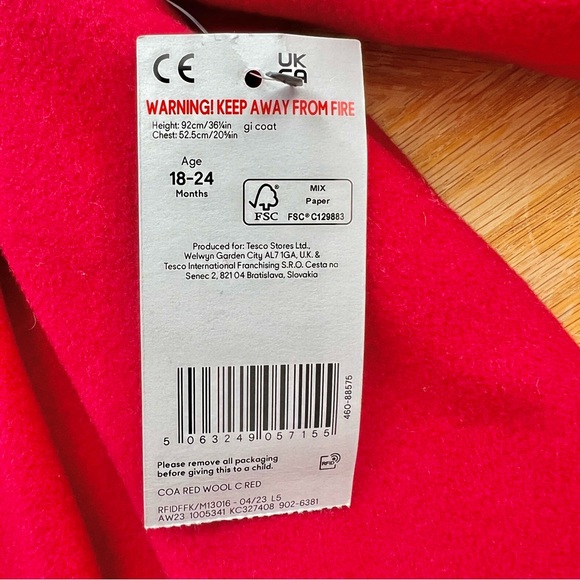 CE UK CA
WARNING! KEEP AWAY FROM FIRE
Height: 92cm/36¼in gi coat
Chest: 52.5cm/20⅝in
Age
18-24
Months
FSC
MIX
Paper
FSC® C129883
Produced for: Tesco Stores Ltd.,
Welwyn Garden City AL7 1GA, U.K. &
Tesco International Franchising S.R.O. Cesta na
Senec 2, 821 04 Bratislava, Slovakia
460-88575
5 063249 057155
Please remove all packaging
before giving this to a child.
RFID
COA RED WOOL C RED
RFIDFFK/M13016 - 04/23 L5
AW23 1005341 KC327408 902-6381